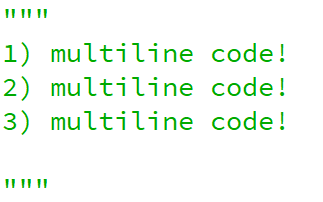 """
1) multiline code!
2) multiline code!
3) multiline code!
"""